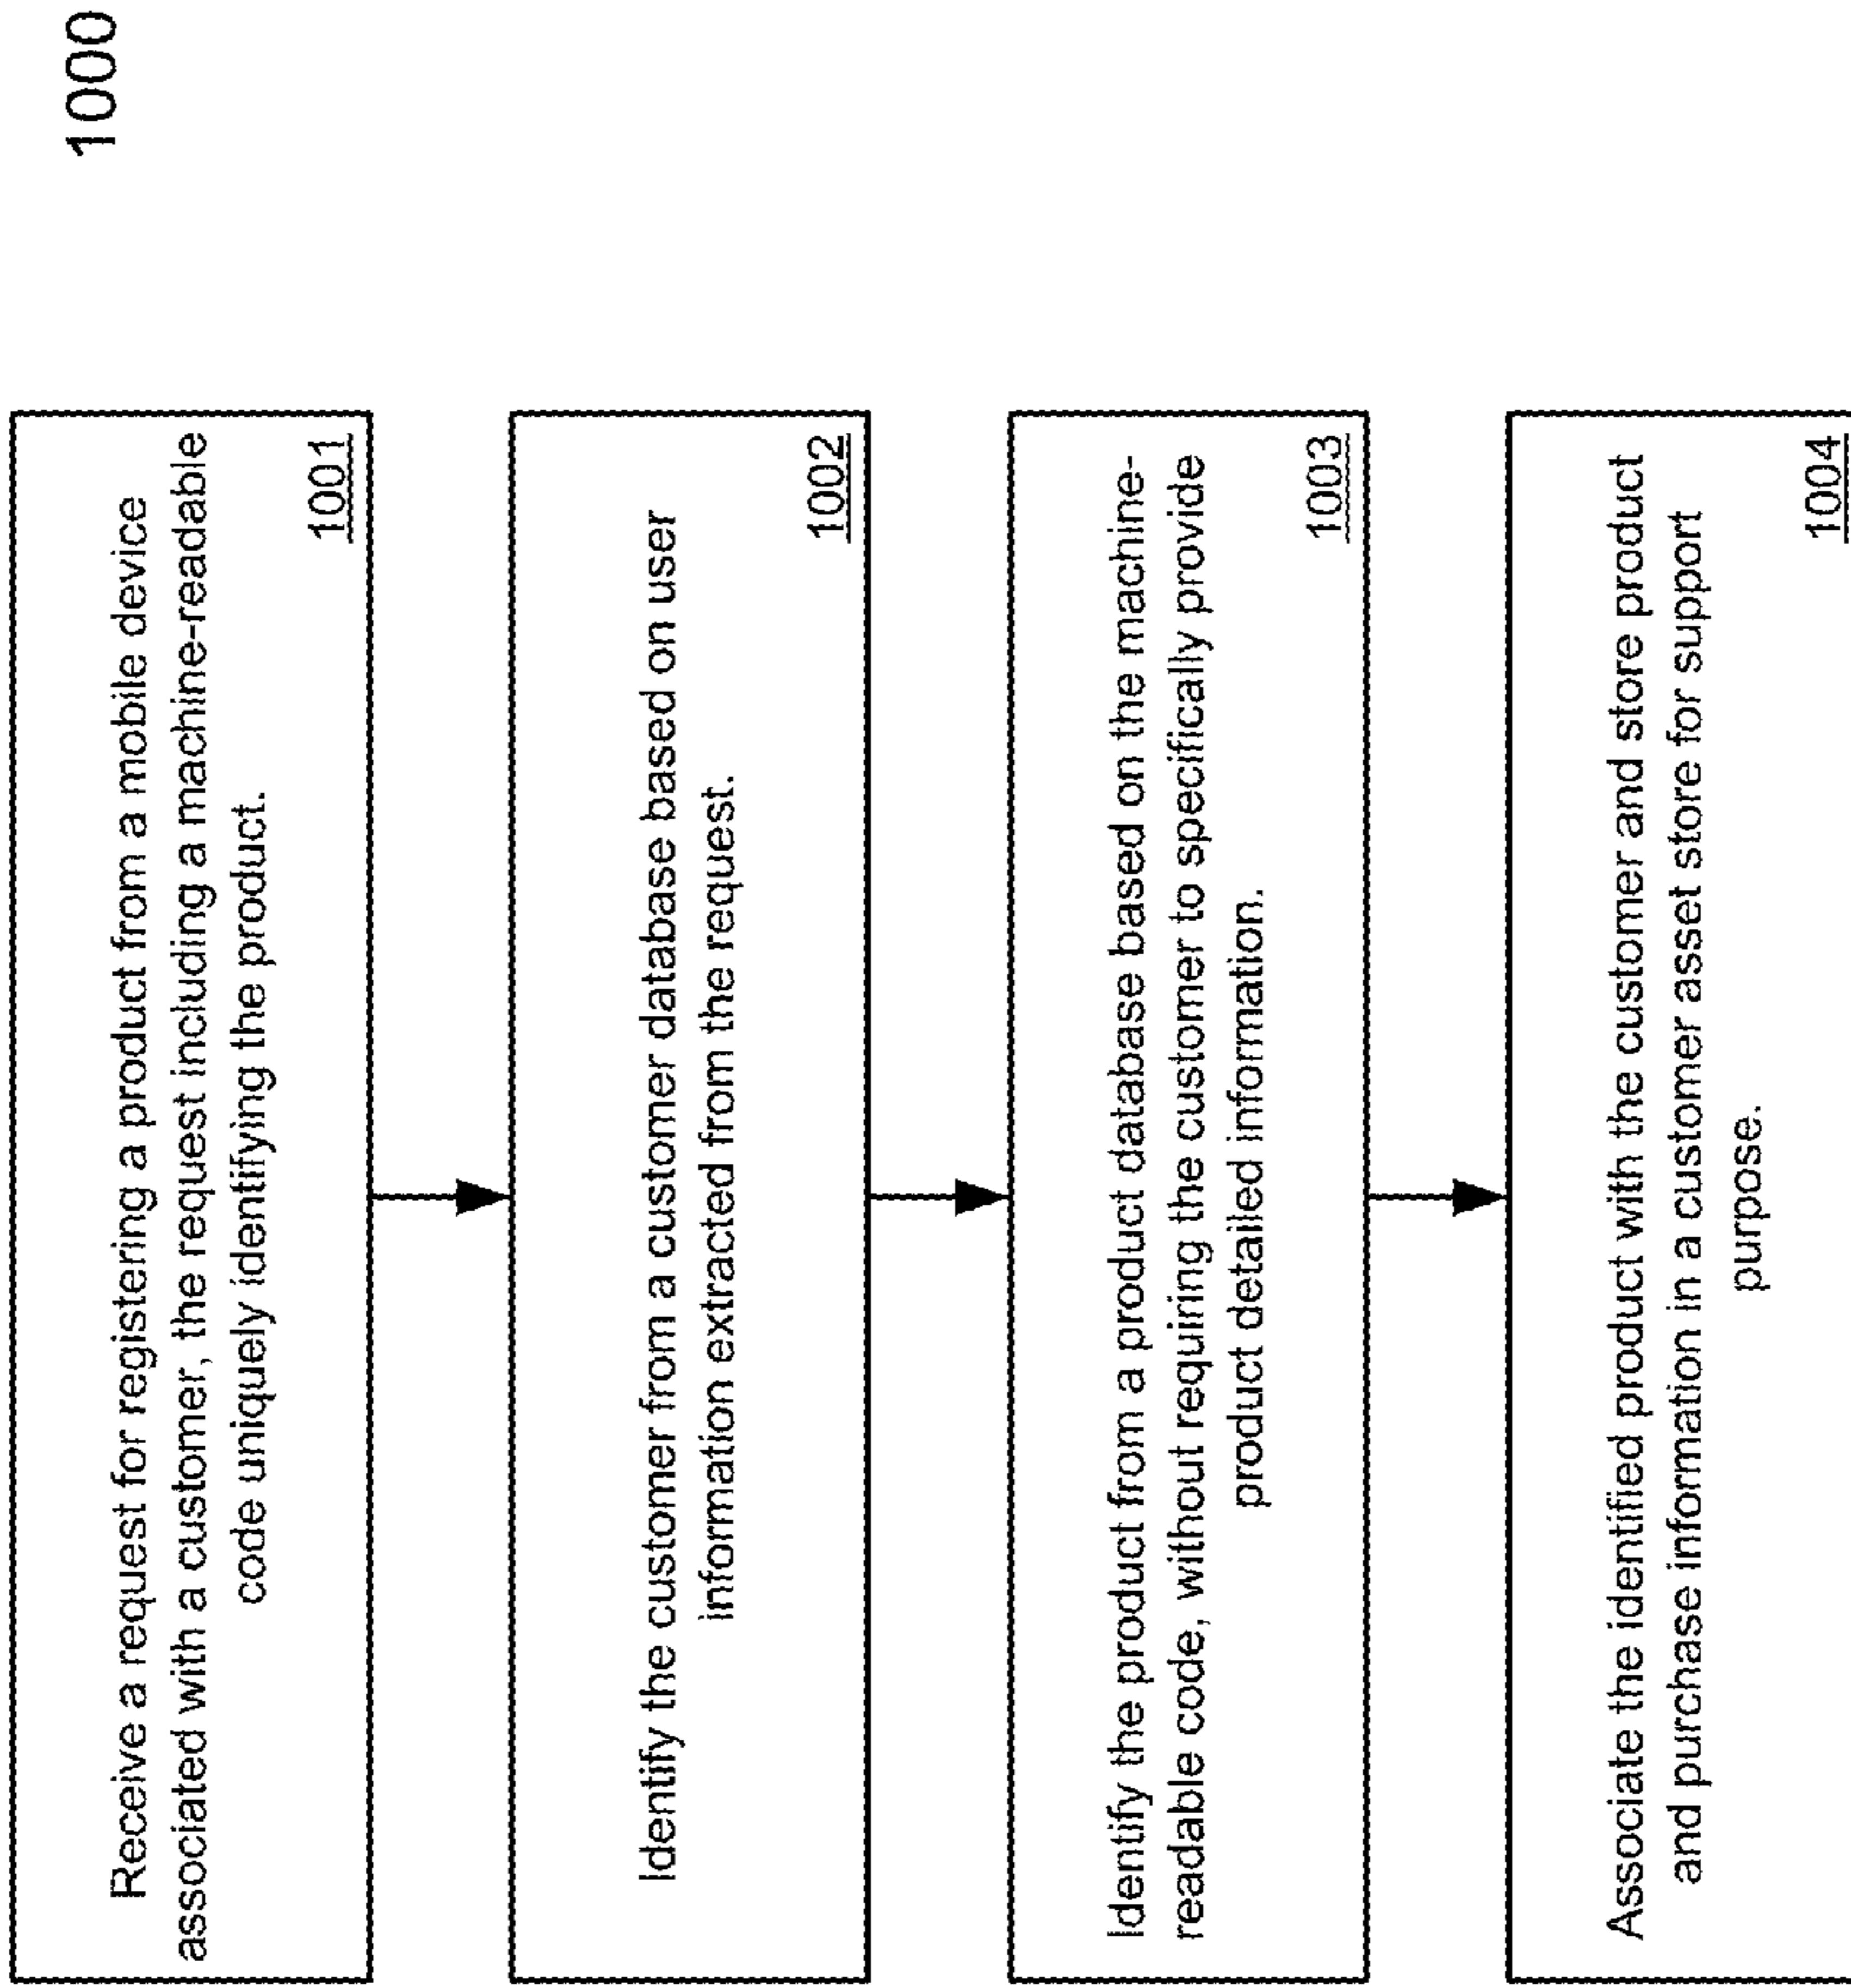 1000
Receive a request for registering a product from a mobile device
associated with a customer, the request including a machine-readable
code uniquely identifying the product.
1001
Identify the customer from a customer database based on user
information extracted from the request.
1002
Identify the product from a product database based on the machine-
readable code, without requiring the customer to specifically provide
product detailed information.
1003
Associate the identified product with the customer and store product
and purchase information in a customer asset store for support
purpose.
1004